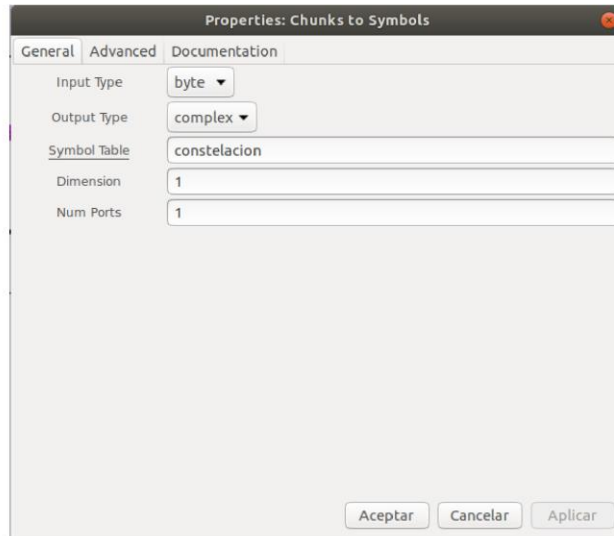 Properties: Chunks to Symbols
General Advanced Documentation
Input Type byte
Output Type complex
Symbol Table constelacion
Dimension 1
Num Ports 1
Aceptar Cancelar Aplicar